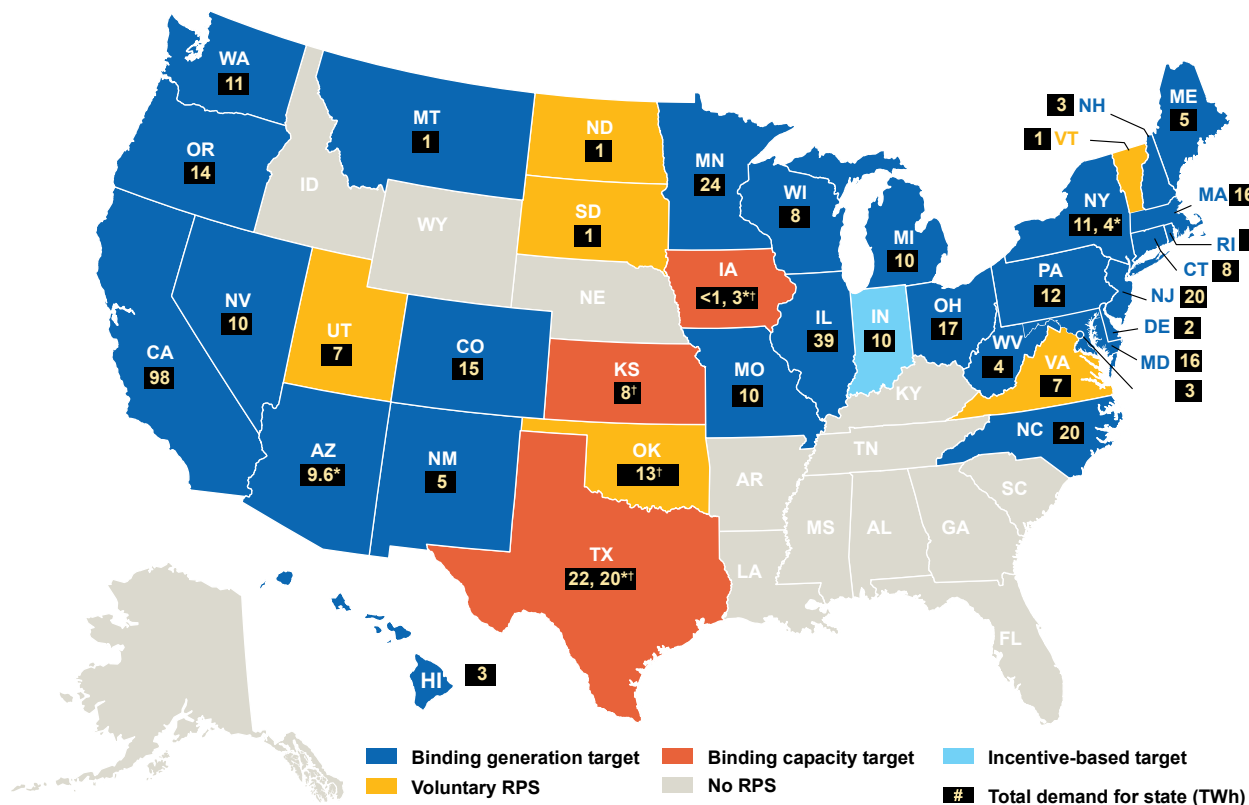 WA
11
OR
14
CA
98
NV
10
ID
MT
1
WY
UT
7
AZ
9.6*
CO
15
NM
5
ND
1
SD
1
NE
KS
8†
OK
13†
TX
22, 20*†
MN
24
IA
<1, 3*†
MO
10
AR
LA
WI
8
IL
39
MI
10
IN
10
OH
17
KY
TN
MS
AL
GA
SC
FL
NC 20
WV
4
VA
7
PA
12
NY
11, 4*
3 NH
1 VT
ME
5
MA 16
RI
CT 8
NJ 20
DE 2
MD 16
3
HI 3
Binding generation target
Binding capacity target
Incentive-based target
Voluntary RPS
No RPS
# Total demand for state (TWh)